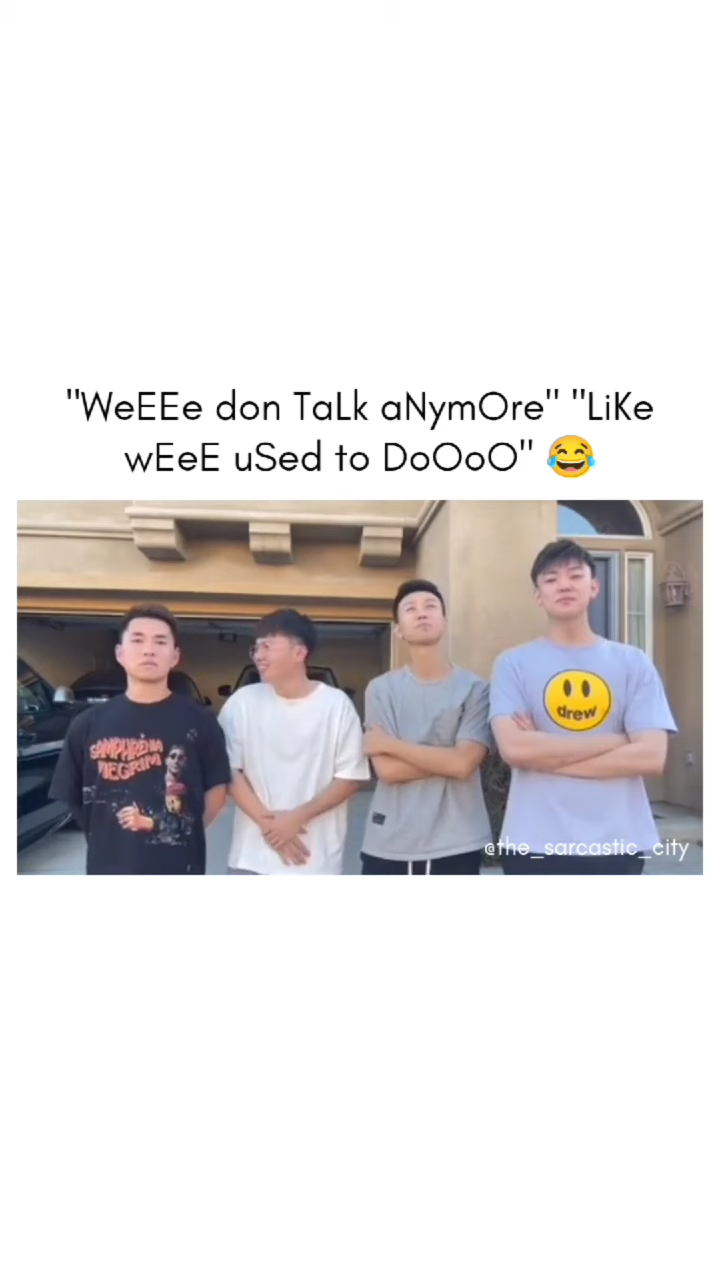 "WeEEe don TaLk aNymOre" "LiKe
wEeE uSed to DoOoO" 😂
drew
@the_sarcastic_city